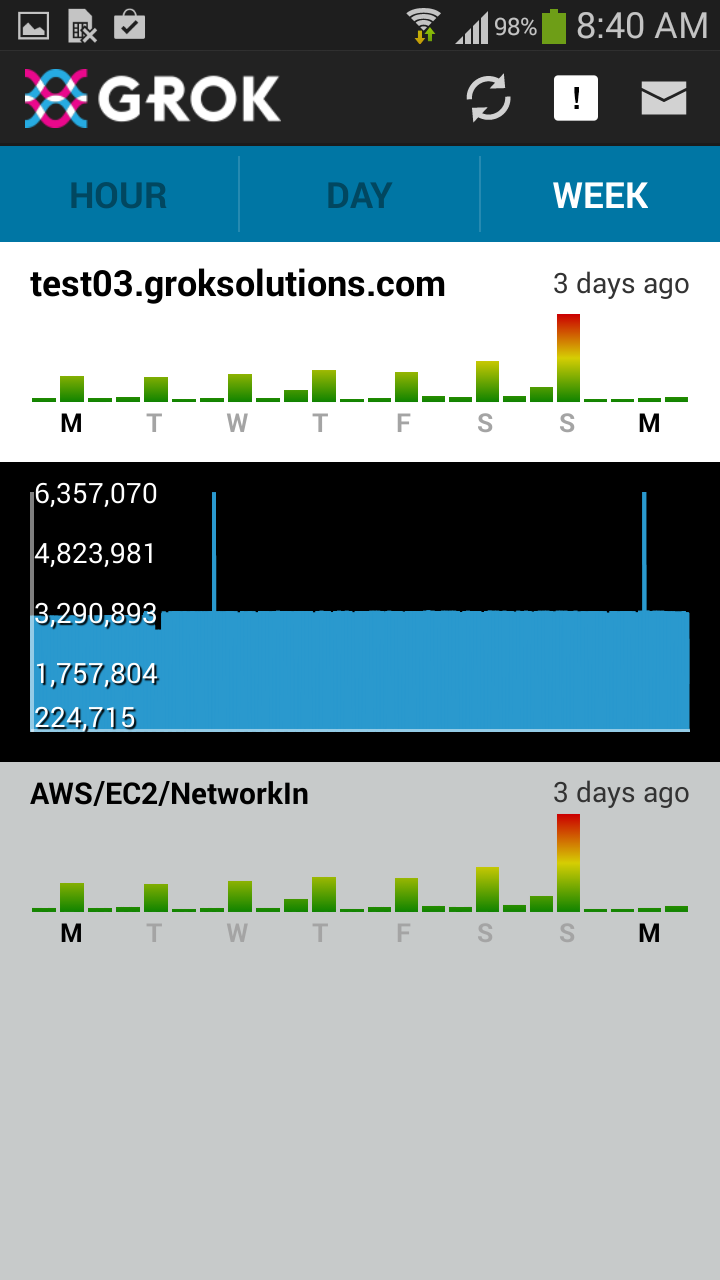 98% 8:40 AM
GROK !
HOUR DAY WEEK
test03.groksolutions.com 3 days ago
M T W T F S S M
6,357,070
4,823,981
3,290,893
1,757,804
224,715
AWS/EC2/NetworkIn 3 days ago
M T W T F S S M